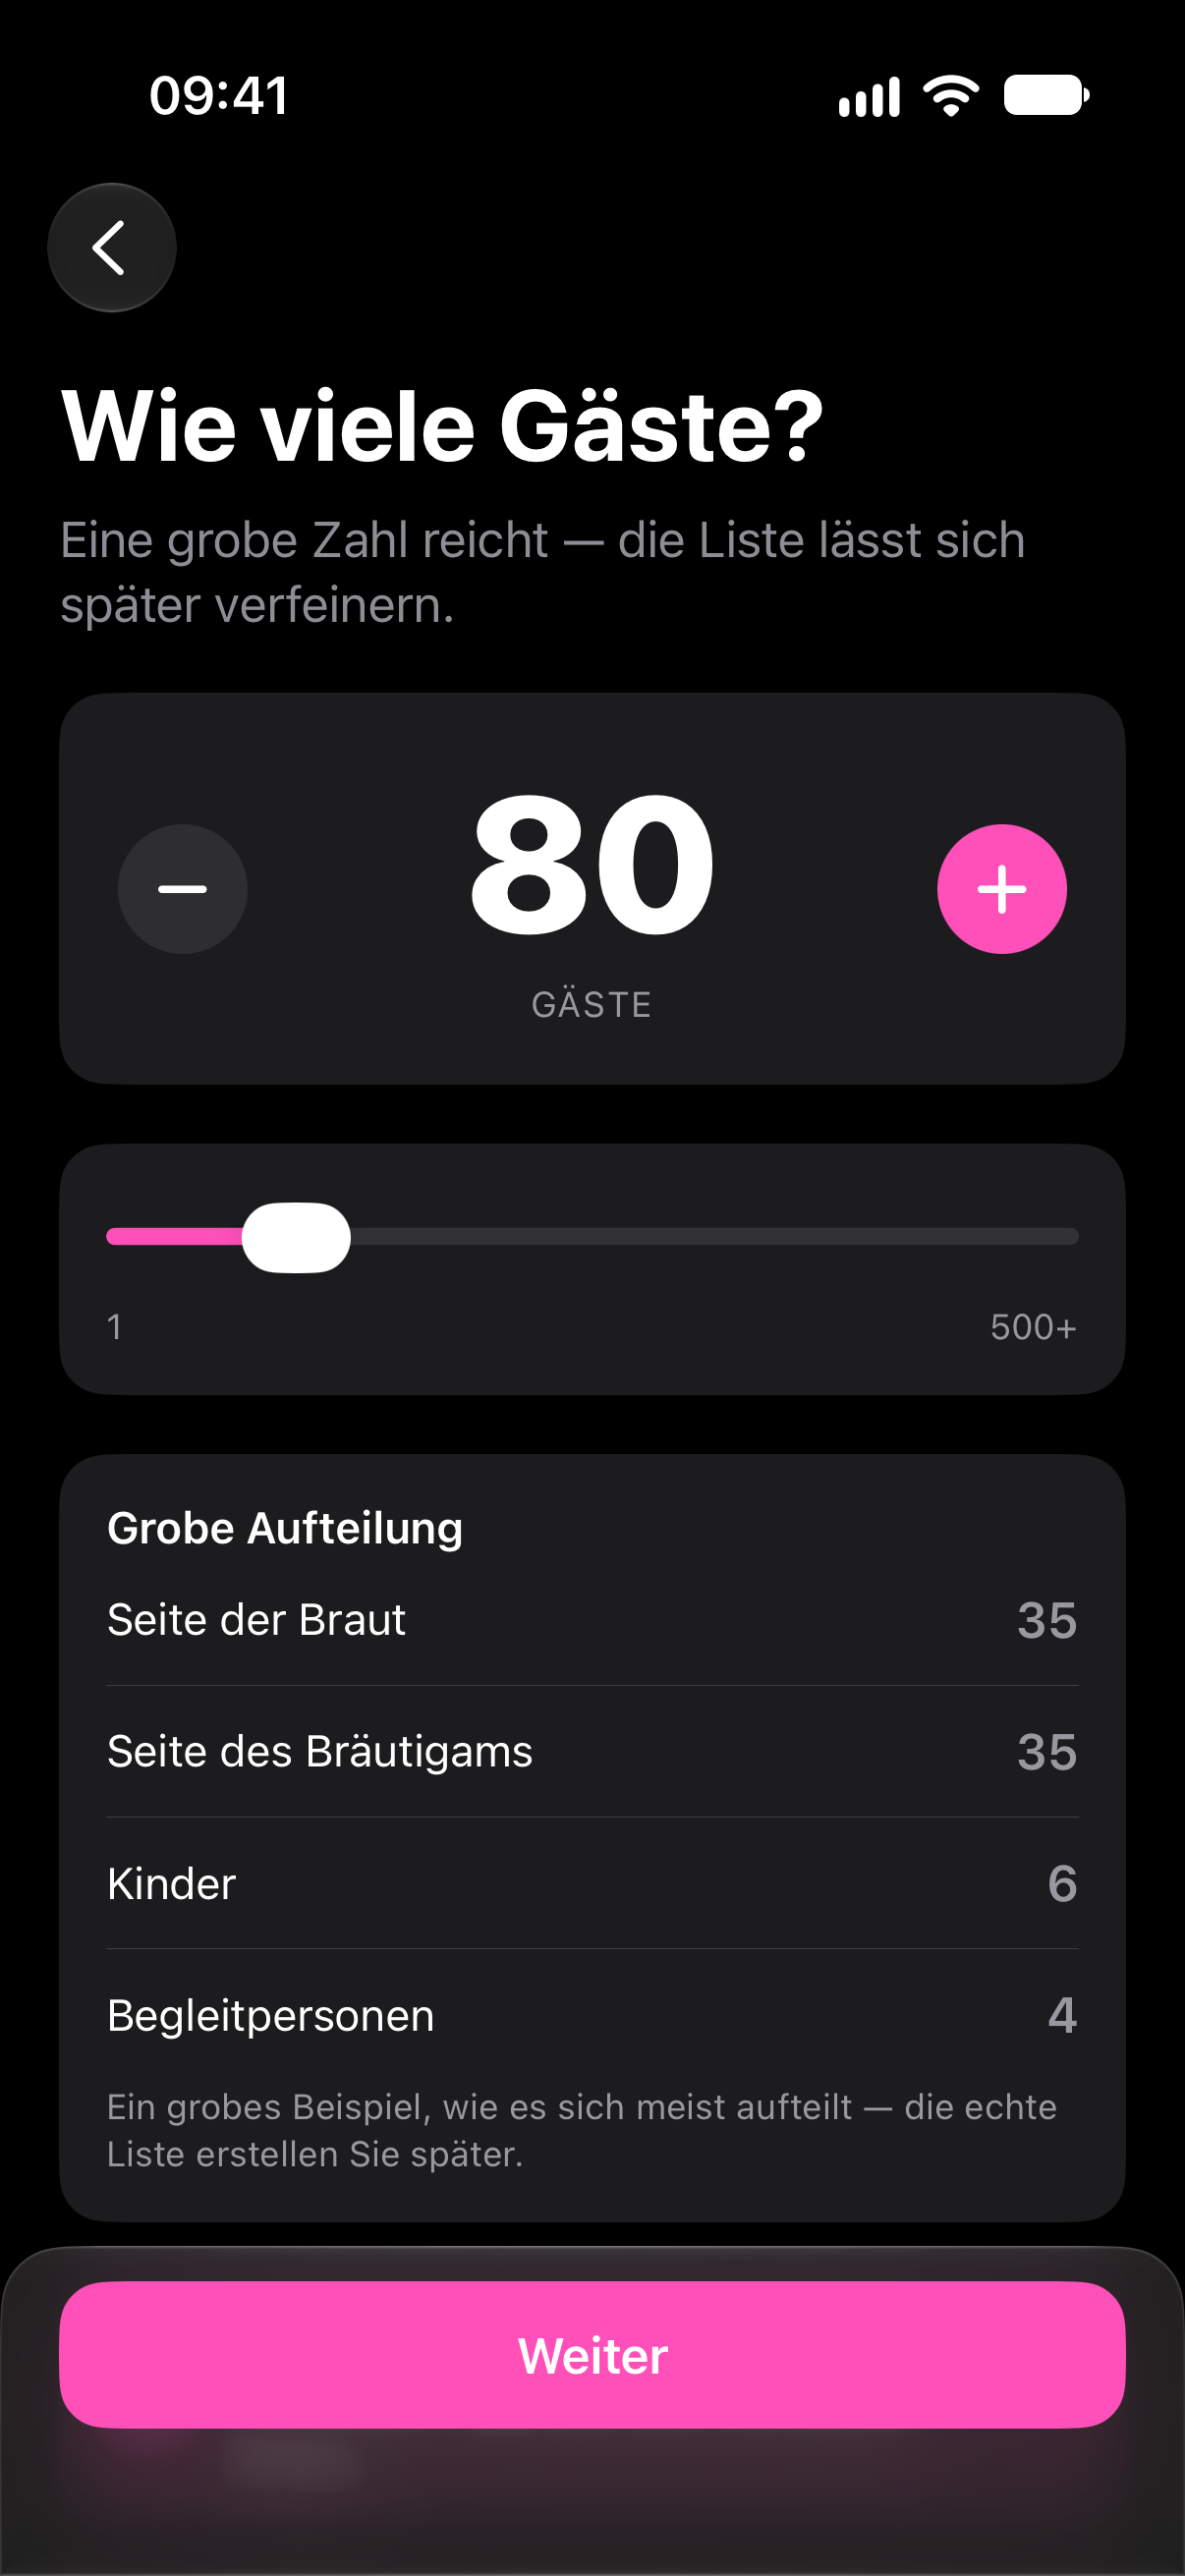 09:41
Wie viele Gäste?
Eine grobe Zahl reicht — die Liste lässt sich
später verfeinern.
80
GÄSTE
1
500+
Grobe Aufteilung
Seite der Braut
35
Seite des Bräutigams
35
Kinder
6
Begleitpersonen
4
Ein grobes Beispiel, wie es sich meist aufteilt — die echte
Liste erstellen Sie später.
Weiter